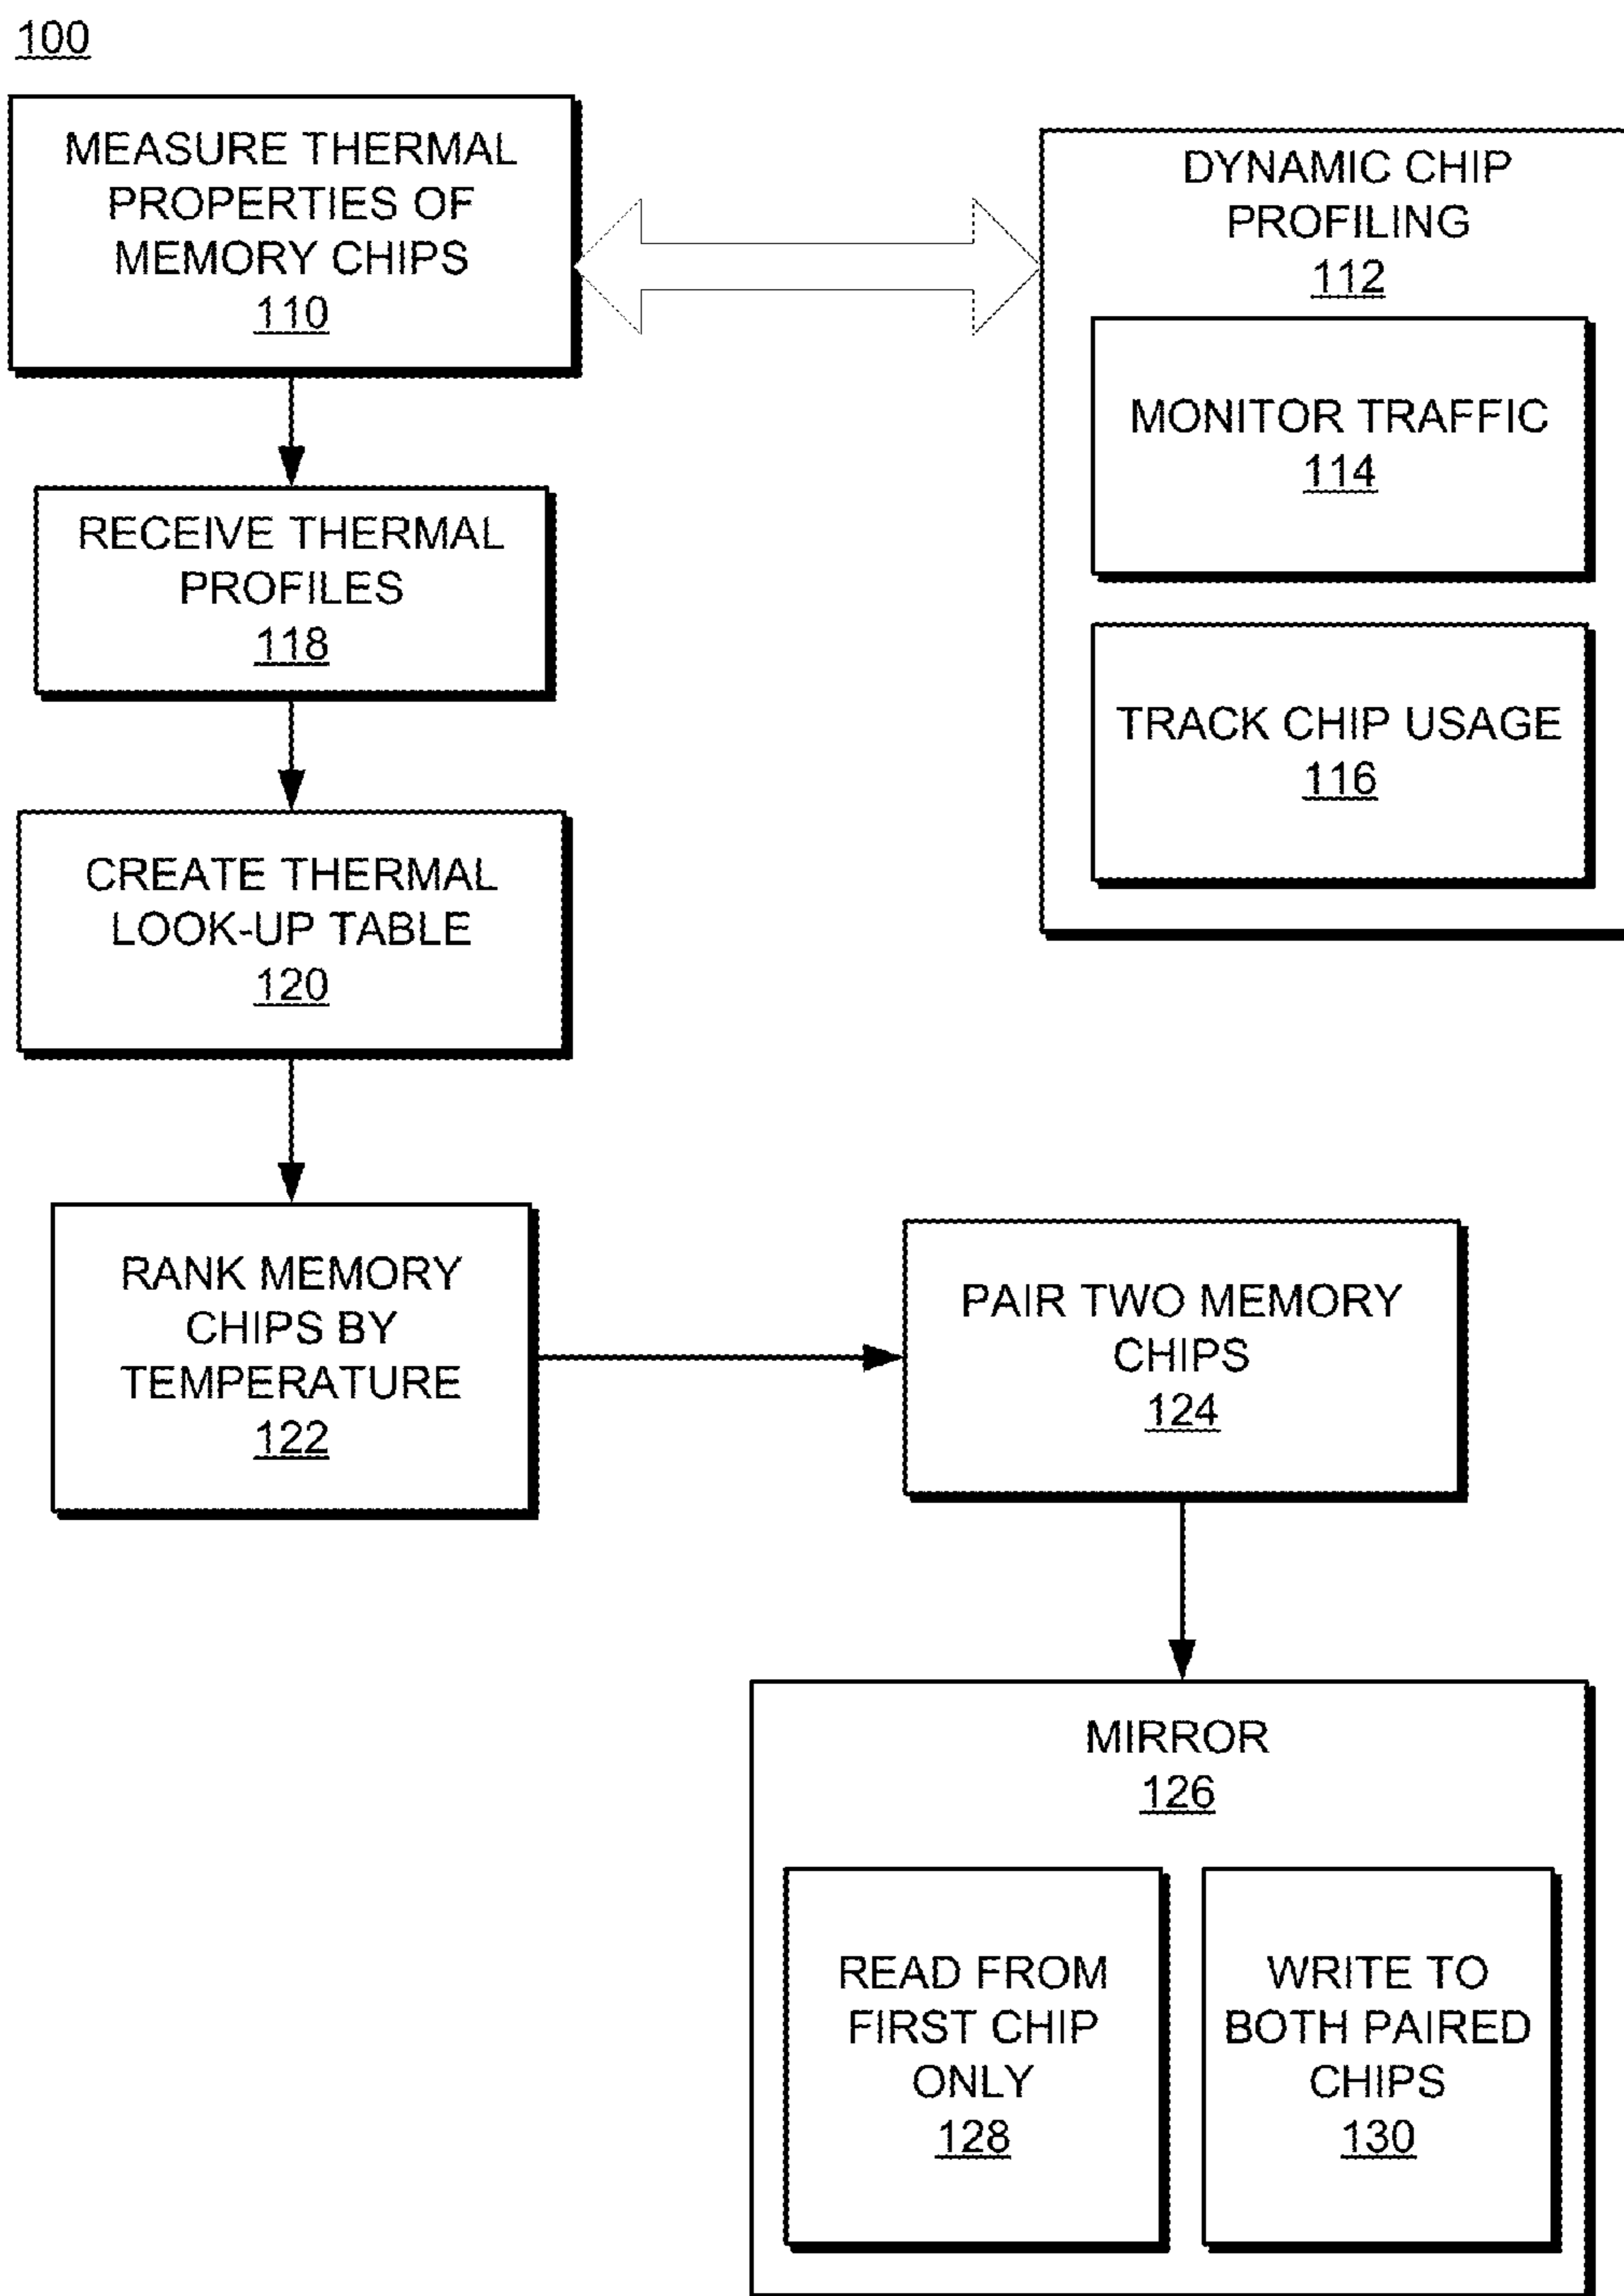 100
MEASURE THERMAL
PROPERTIES OF
MEMORY CHIPS
110
DYNAMIC CHIP
PROFILING
112
MONITOR TRAFFIC
114
TRACK CHIP USAGE
116
RECEIVE THERMAL
PROFILES
118
CREATE THERMAL
LOOK-UP TABLE
120
RANK MEMORY
CHIPS BY
TEMPERATURE
122
PAIR TWO MEMORY
CHIPS
124
MIRROR
126
READ FROM
FIRST CHIP
ONLY
128
WRITE TO
BOTH PAIRED
CHIPS
130